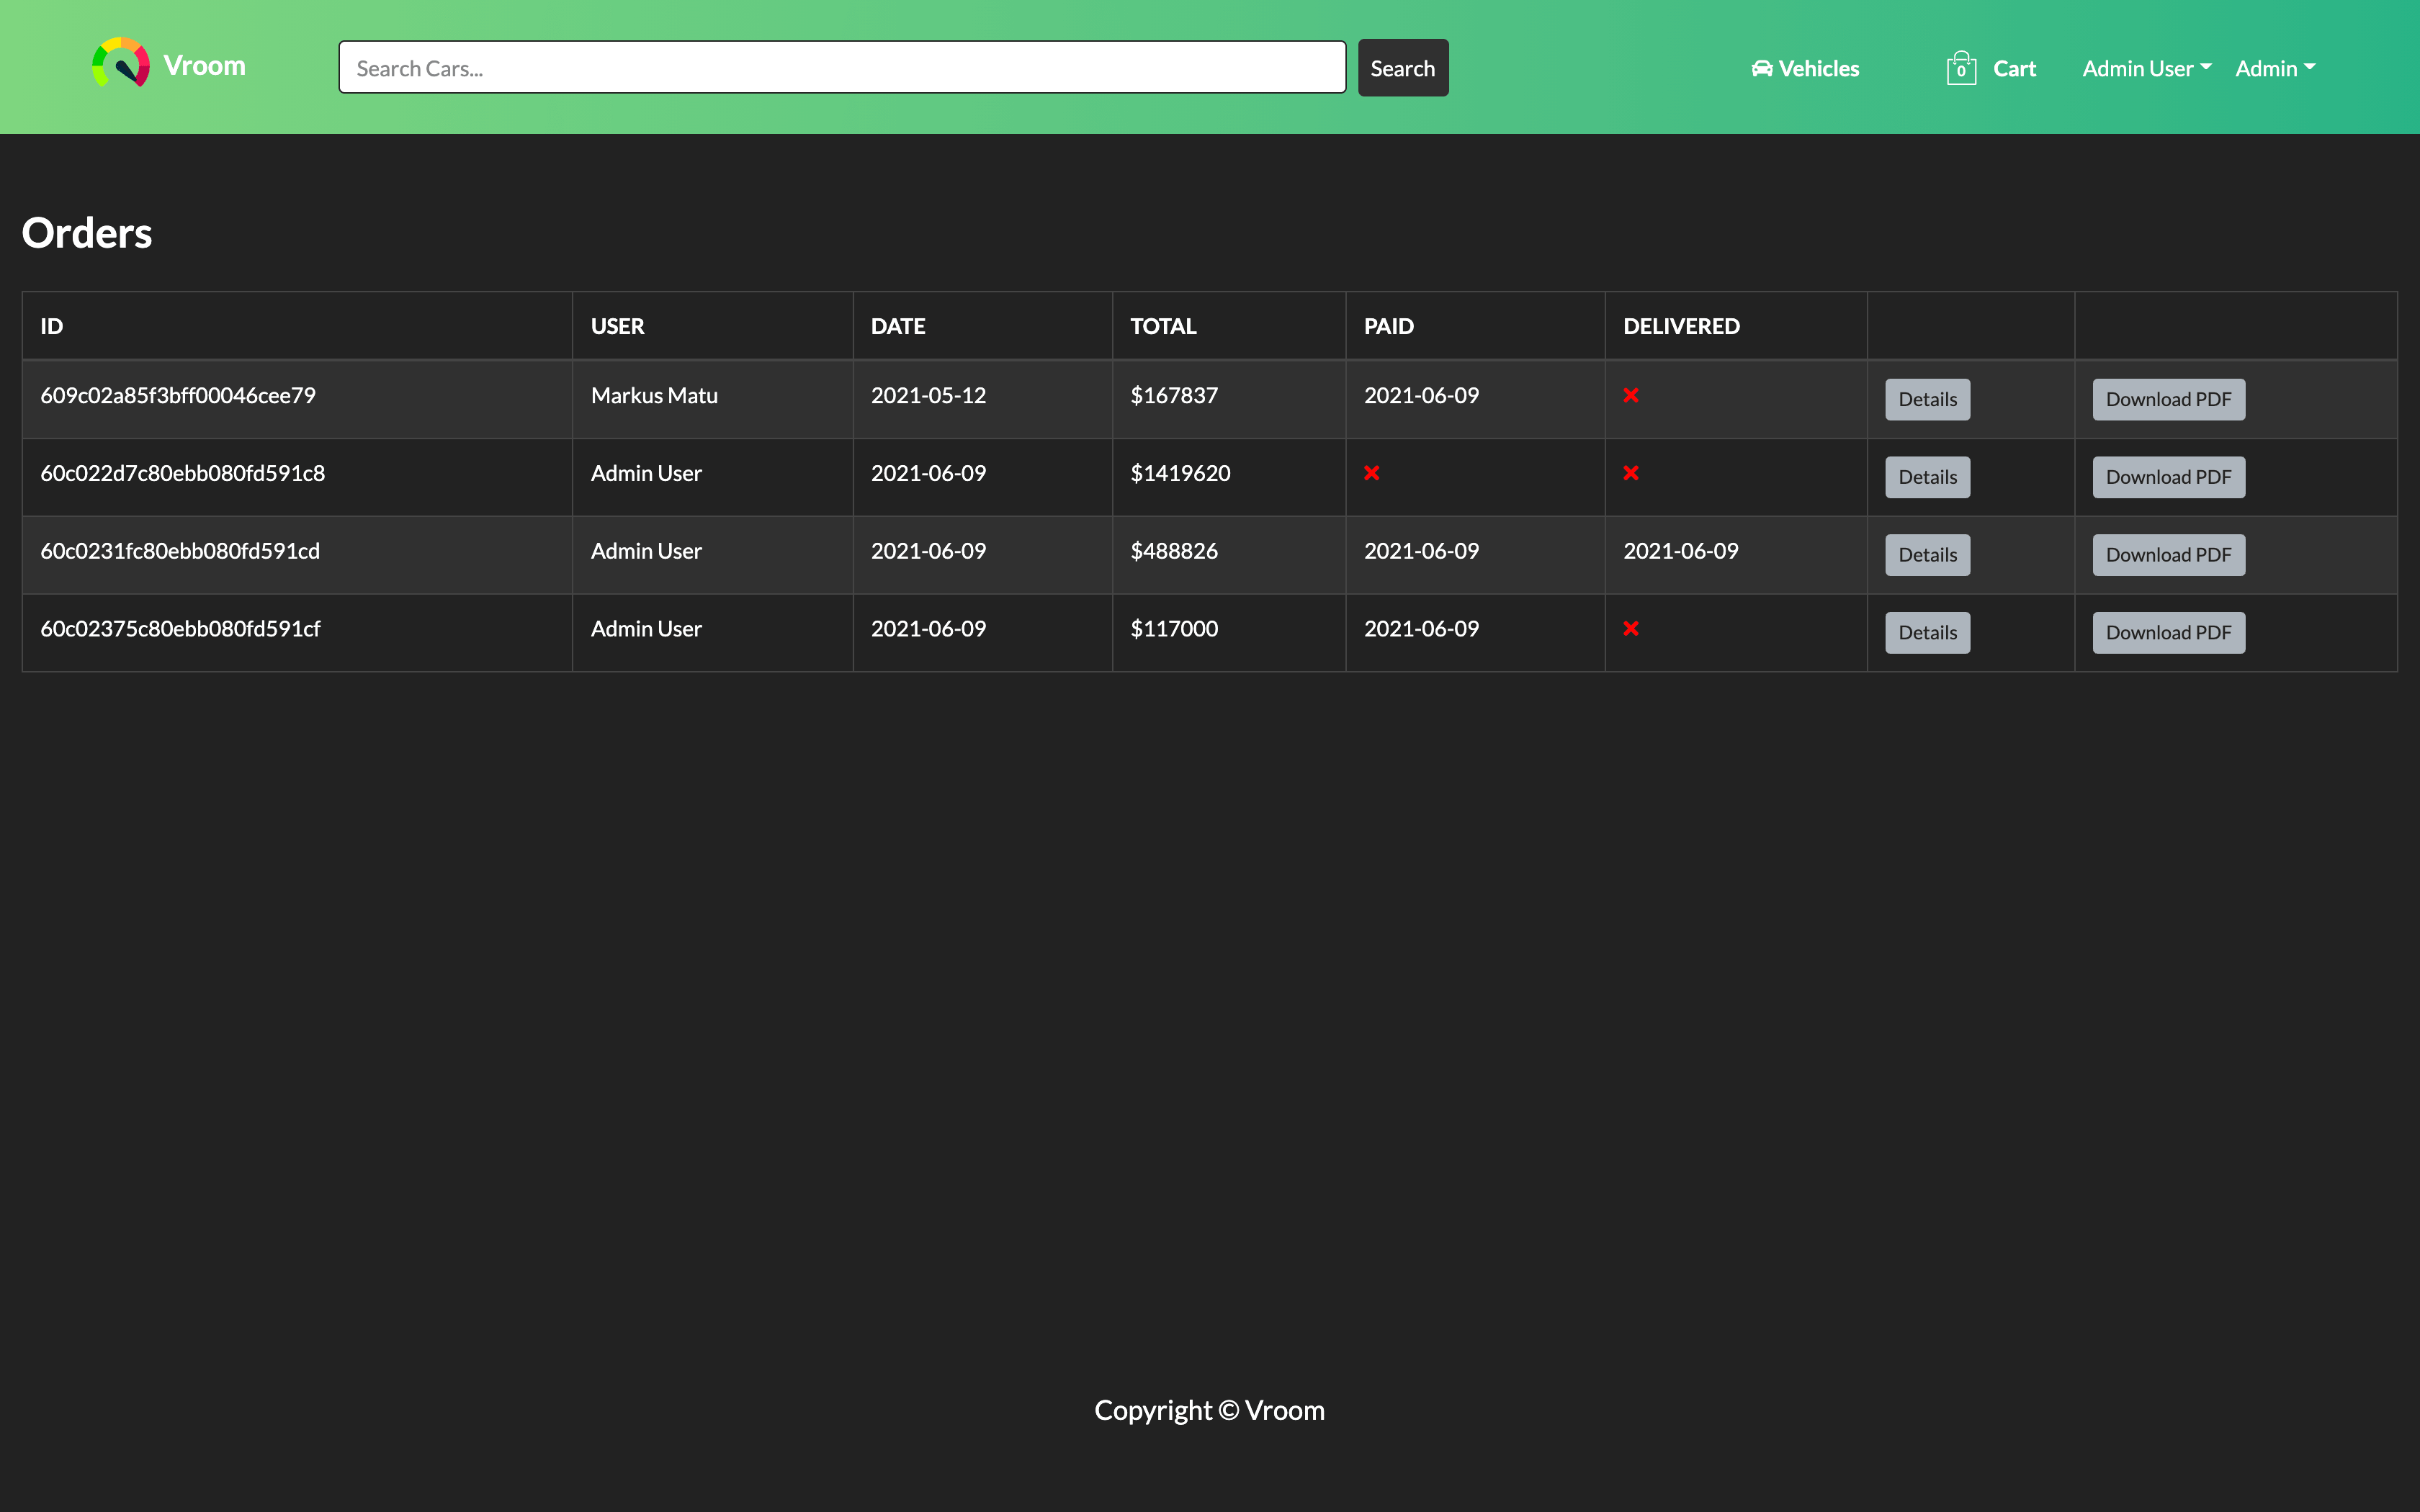 Vroom Search Cars... Search Vehicles 0 Cart Admin User Admin
Orders
ID USER DATE TOTAL PAID DELIVERED
609c02a85f3bff00046cee79 Markus Matu 2021-05-12 $167837 2021-06-09 Details Download PDF
60c022d7c80ebb080fd591c8 Admin User 2021-06-09 $1419620 Details Download PDF
60c0231fc80ebb080fd591cd Admin User 2021-06-09 $488826 2021-06-09 2021-06-09 Details Download PDF
60c02375c80ebb080fd591cf Admin User 2021-06-09 $117000 2021-06-09 Details Download PDF
Copyright © Vroom